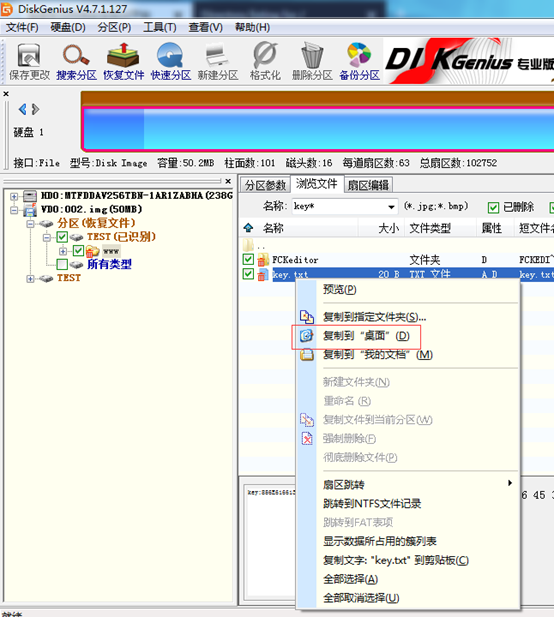 DiskGenius V4.7.1.127
文件(F) 硬盘(D) 分区(P) 工具(T) 查看(V) 帮助(H)
保存更改 搜索分区 恢复文件 快速分区 新建分区 格式化 删除分区 备份分区 DISKGenius 专业版
硬盘 1
接口:File 型号:Disk Image 容量:50.2MB 柱面数:101 磁头数:16 每道扇区数:63 总扇区数:102752
HD0:MTFDDAV256TBN-1AR1ZABHA(238G
VD0:002.img(50MB)
分区(恢复文件)
TEST(已识别)
www
所有类型
TEST
分区参数 浏览文件 扇区编辑
名称: key* (*.jpg;*.bmp) 已删除
名称 大小 文件类型 属性 短文件名
..
FCKeditor 文件夹 D FCKEDI~
key.txt 20 B TXT 文件 A D key.txt
预览(P)
复制到指定文件夹(S)...
复制到“桌面”(D)
复制到“我的文档”(M)
新建文件夹(N)
重命名(R)
复制文件到当前分区(W)
强制删除(F)
彻底删除文件(P)
扇区跳转
跳转到NTFS文件记录
跳转到FAT表项
显示数据所占用的簇列表
复制文字: "key.txt" 到剪贴板(C)
全部选择(A)
全部取消选择(U)
6 45 3
就绪